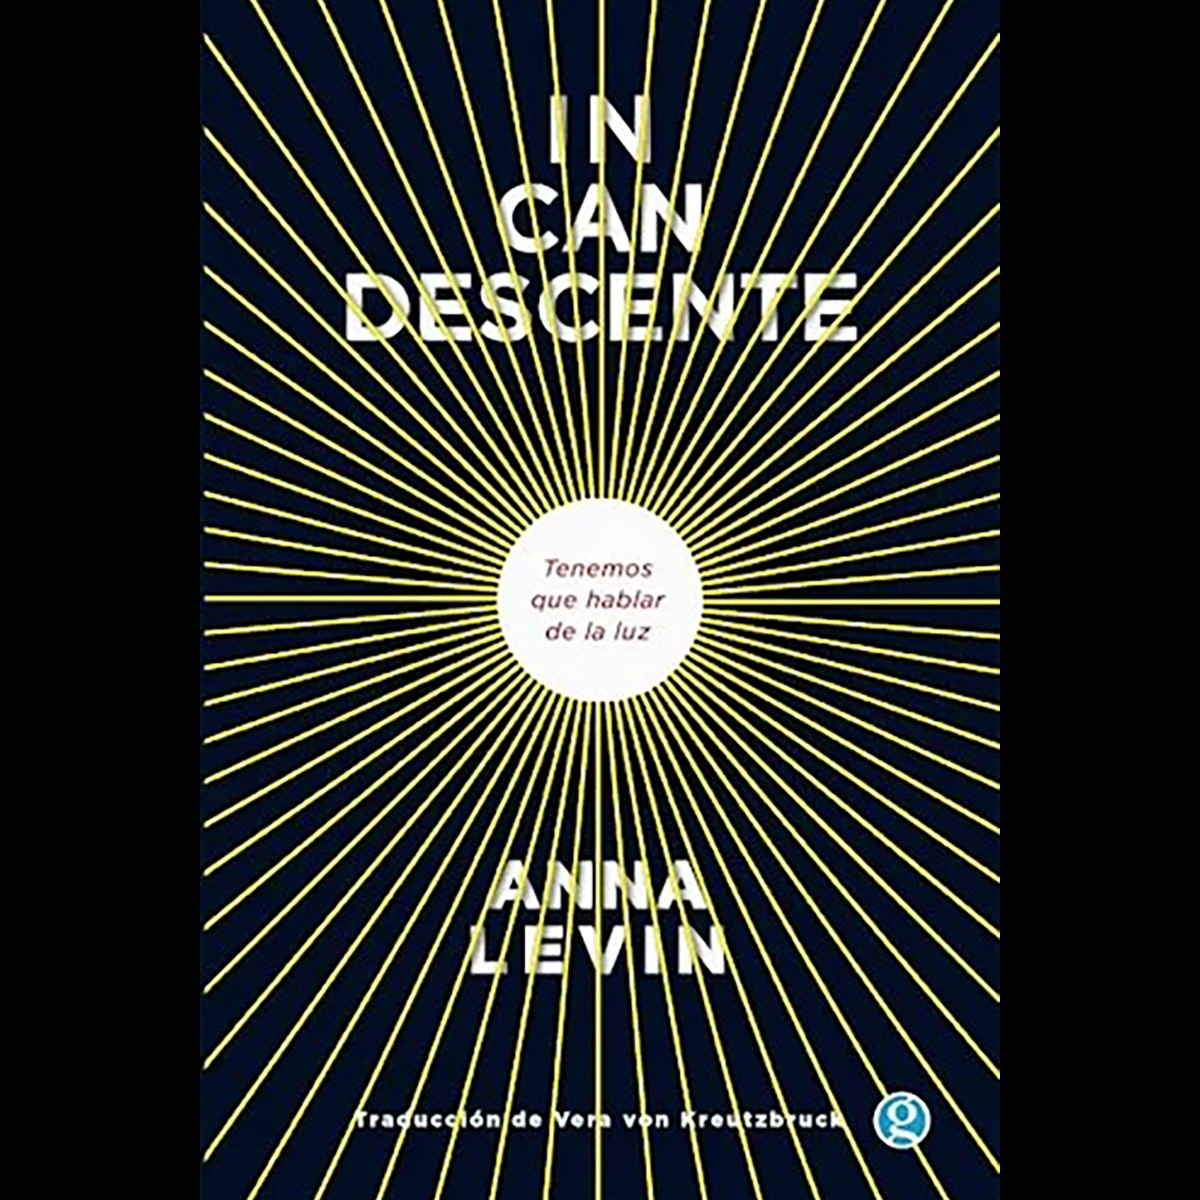 IN
CAN
DESCENTE
Tenemos
que hablar
de la luz
ANNA
LEVIN
Traducción de Vera von Kreutzbruck
g